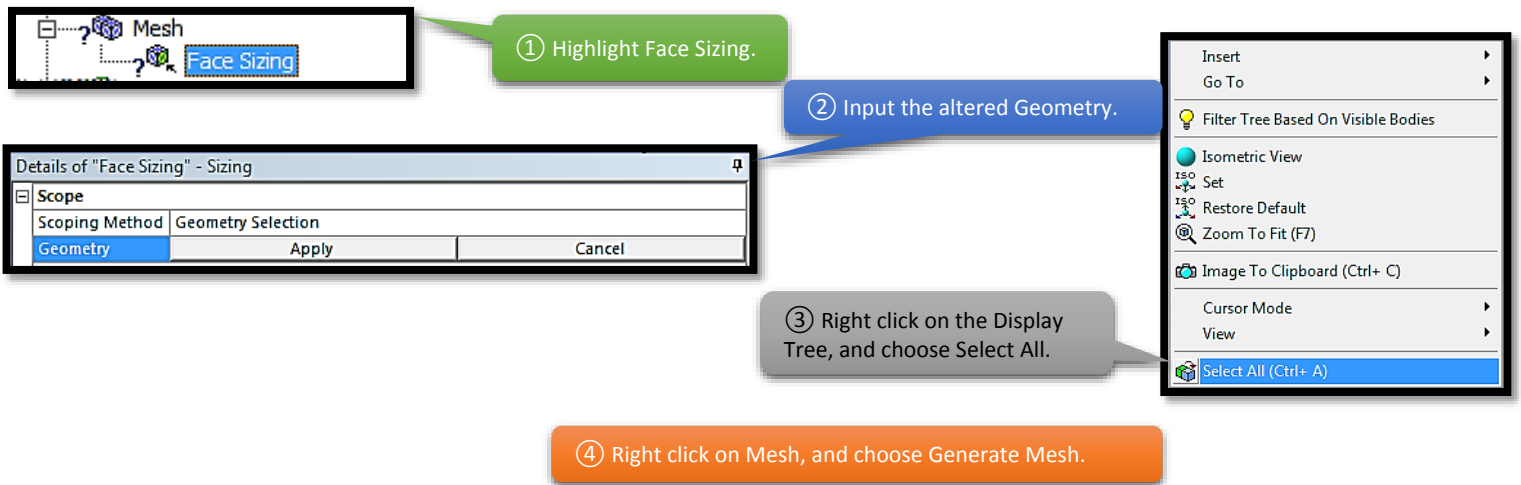 ? Mesh
? Face Sizing
① Highlight Face Sizing.
② Input the altered Geometry.
Details of "Face Sizing" - Sizing
Scope
Scoping Method Geometry Selection
Geometry Apply Cancel
Insert
Go To
Filter Tree Based On Visible Bodies
Isometric View
ISO Set
ISO Restore Default
Zoom To Fit (F7)
Image To Clipboard (Ctrl+ C)
Cursor Mode
View
Select All (Ctrl+ A)
③ Right click on the Display
Tree, and choose Select All.
④ Right click on Mesh, and choose Generate Mesh.